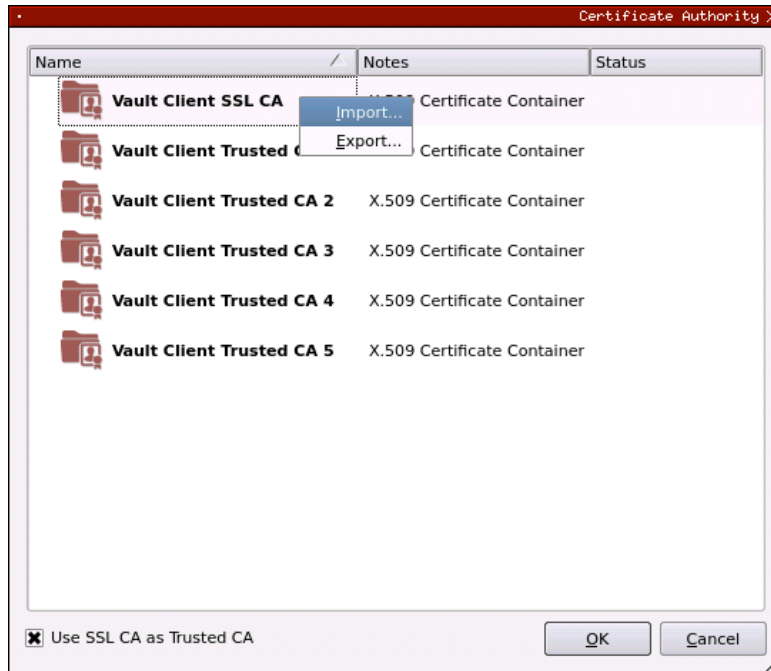 Certificate Authority
Name Notes Status
Vault Client SSL CA Certificate Container
Import...
Export...
Vault Client Trusted Certificate Container
Vault Client Trusted CA 2 X.509 Certificate Container
Vault Client Trusted CA 3 X.509 Certificate Container
Vault Client Trusted CA 4 X.509 Certificate Container
Vault Client Trusted CA 5 X.509 Certificate Container
Use SSL CA as Trusted CA OK Cancel